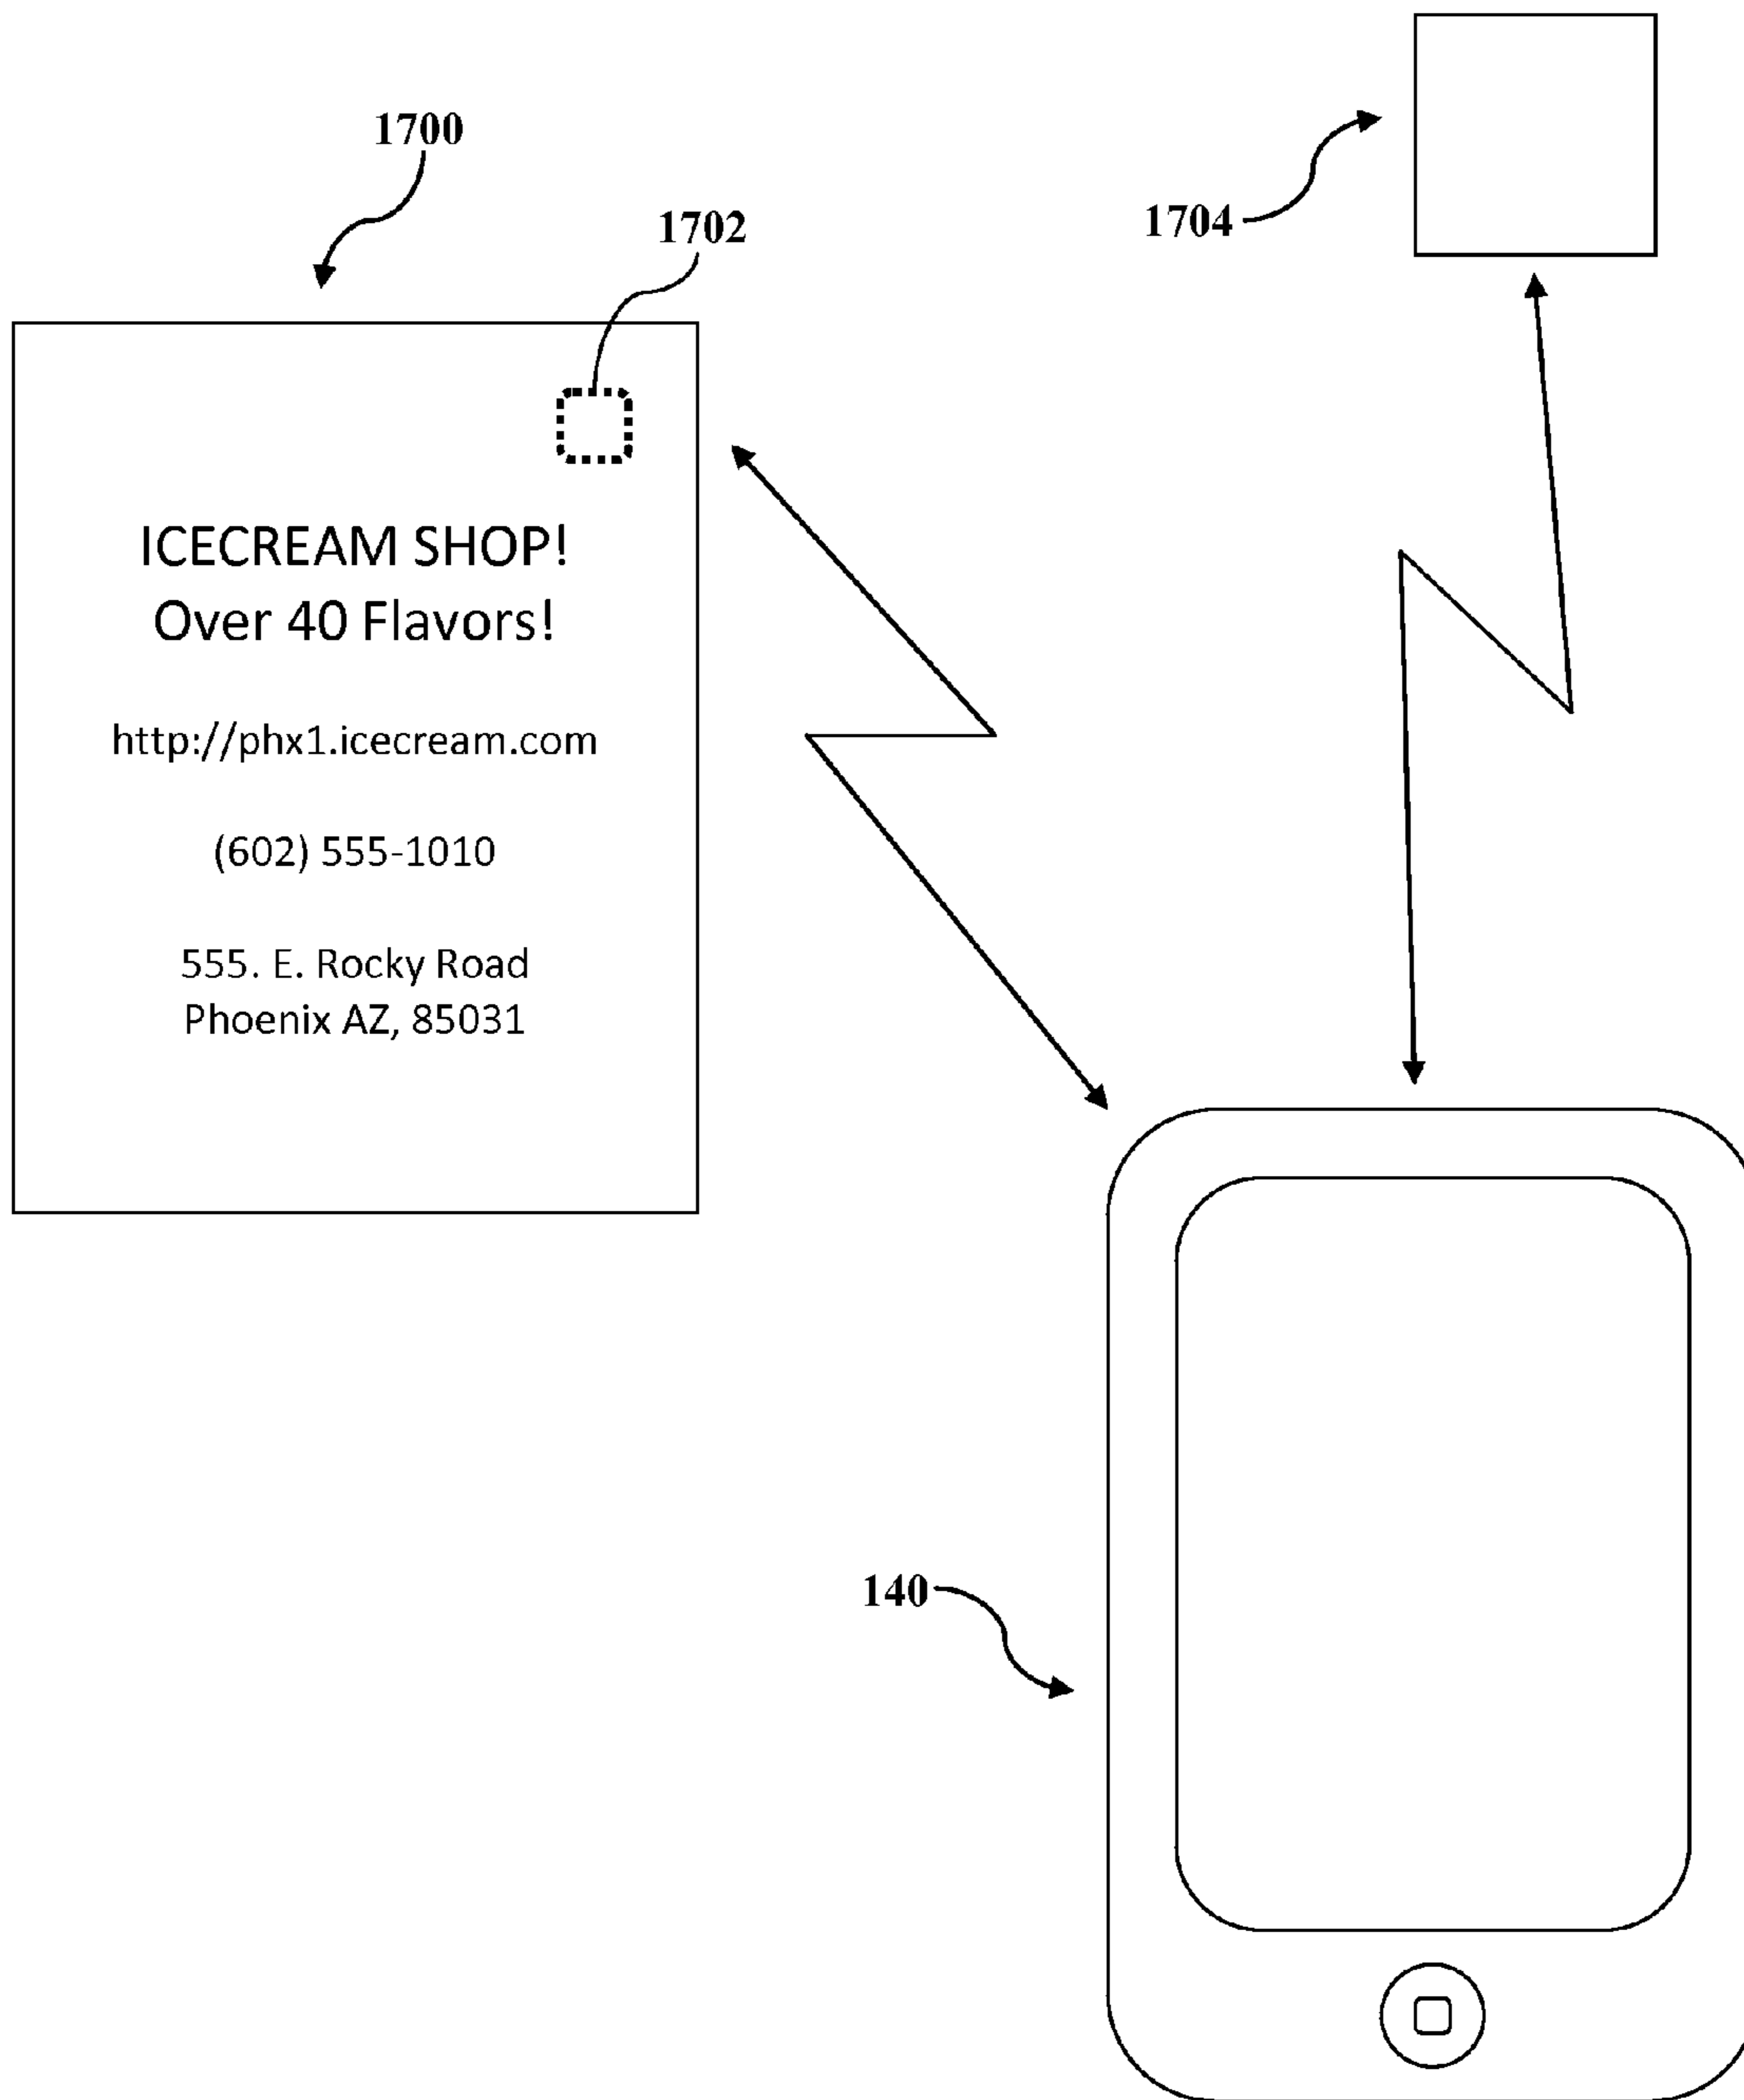 1700
1702
1704
ICECREAM SHOP!
Over 40 Flavors!
http://phx1.icecream.com
(602) 555-1010
555. E. Rocky Road
Phoenix AZ, 85031
140